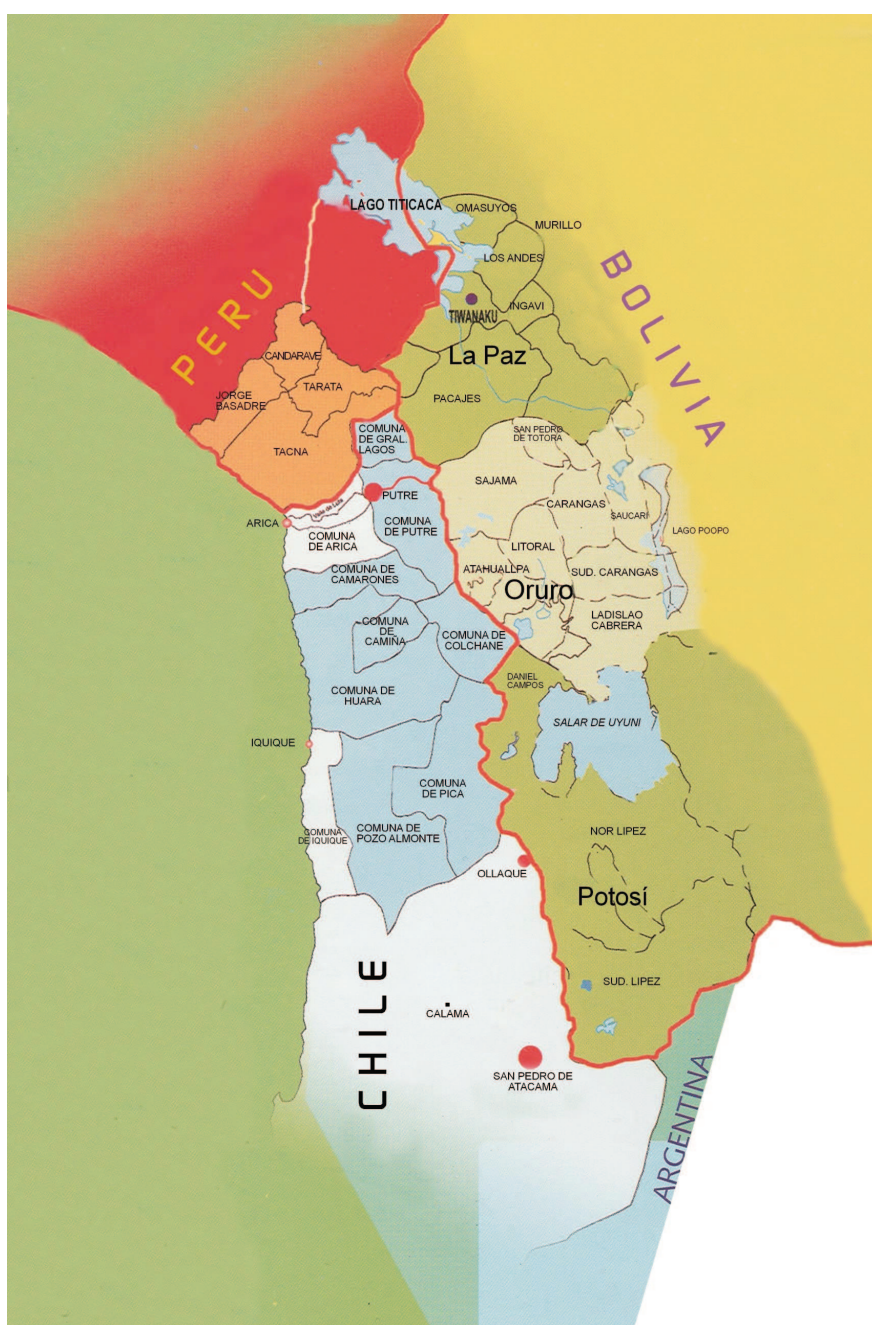 LAGO TITICACA
OMASUYOS
MURILLO
LOS ANDES
BOLIVIA
PERU
INGAVI
TIWANAKU
La Paz
CANDARAVE
TARATA
JORGE
BASADRE
PACAJES
TACNA
COMUNA
DE GRAL.
LAGOS
SAN PEDRO
DE TOTORA
SAJAMA
PUTRE
CARANGAS
Valle de Lluta
SAUCARI
ARICA
COMUNA
DE ARICA
COMUNA
DE PUTRE
LAGO POOPO
LITORAL
COMUNA DE
CAMARONES
ATAHUALLPA
SUD. CARANGAS
Oruro
LADISLAO
CABRERA
COMUNA
DE
CAMIÑA
COMUNA DE
COLCHANE
DANIEL
CAMPOS
COMUNA DE
HUARA
SALAR DE UYUNI
IQUIQUE
COMUNA
DE PICA
COMUNA
DE IQUIQUE
COMUNA DE
POZO ALMONTE
NOR LIPEZ
OLLAQUE
Potosí
CHILE
SUD. LIPEZ
CALAMA
SAN PEDRO DE
ATACAMA
ARGENTINA